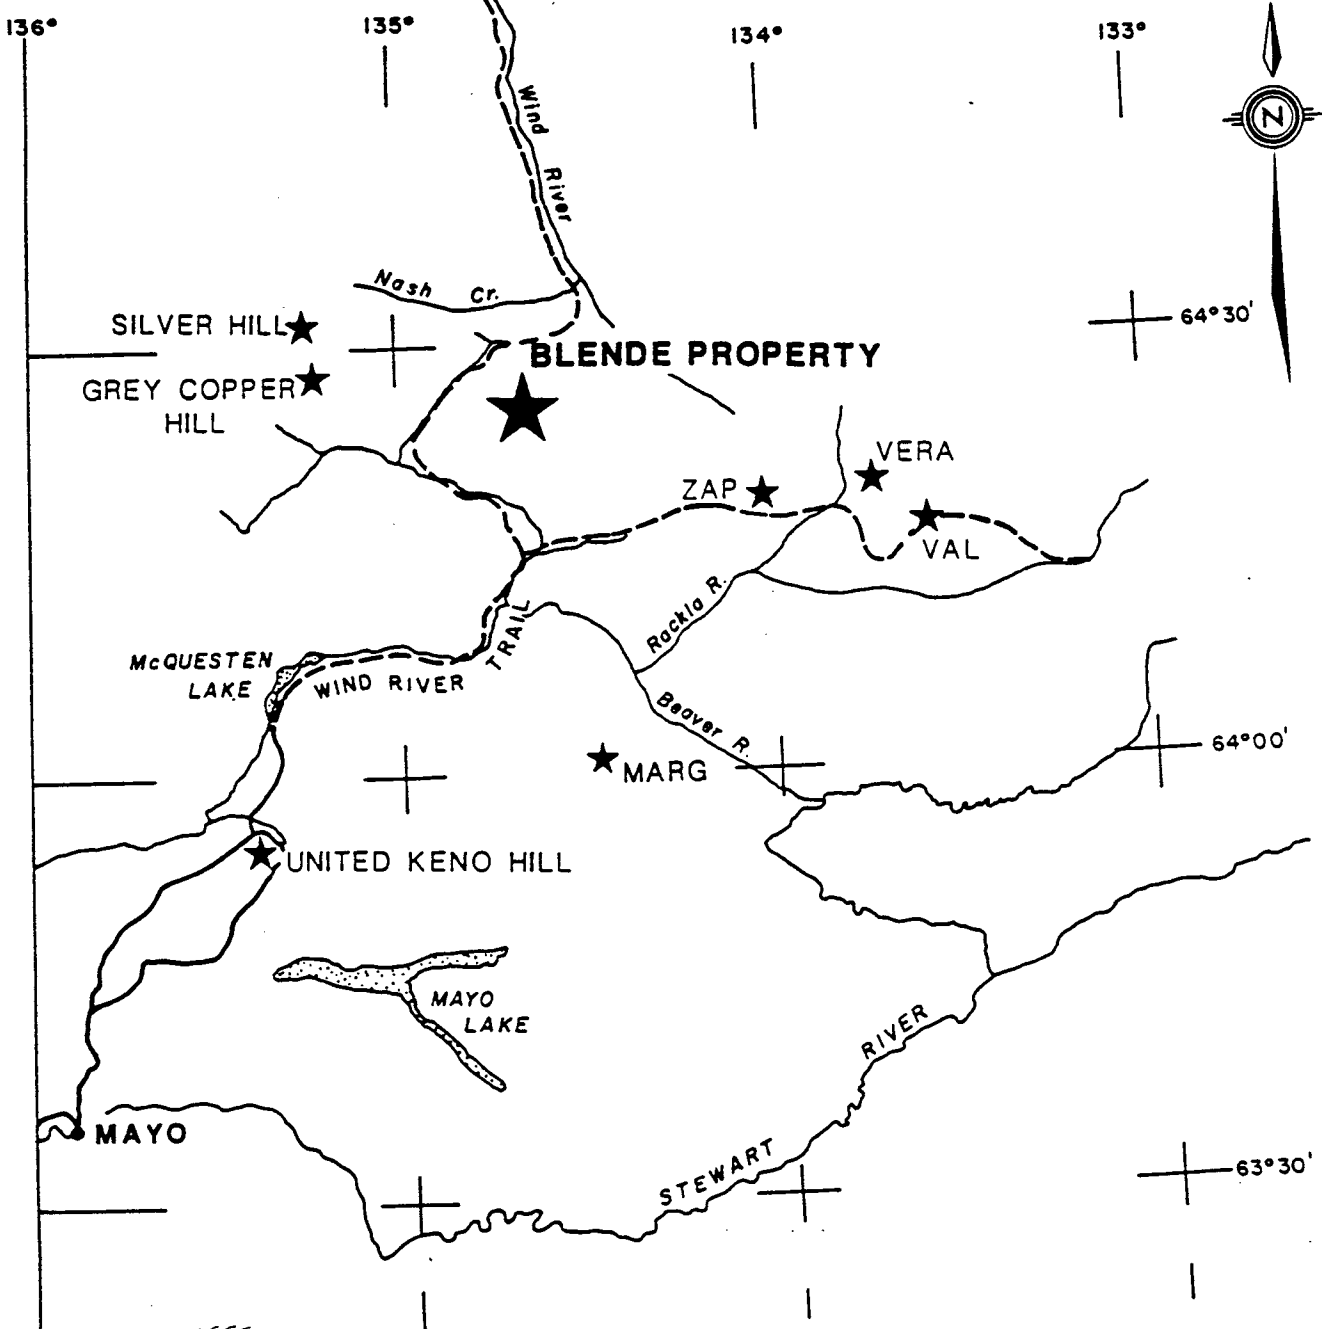 136°
135°
134°
133°
Wind River
N
Nash Cr.
SILVER HILL
64°30'
BLENDE PROPERTY
GREY COPPER
HILL
VERA
ZAP
VAL
Rackla R.
TRAIL
McQUESTEN
LAKE
WIND RIVER
Beaver R.
64°00'
MARG
UNITED KENO HILL
MAYO
LAKE
RIVER
MAYO
STEWART
63°30'